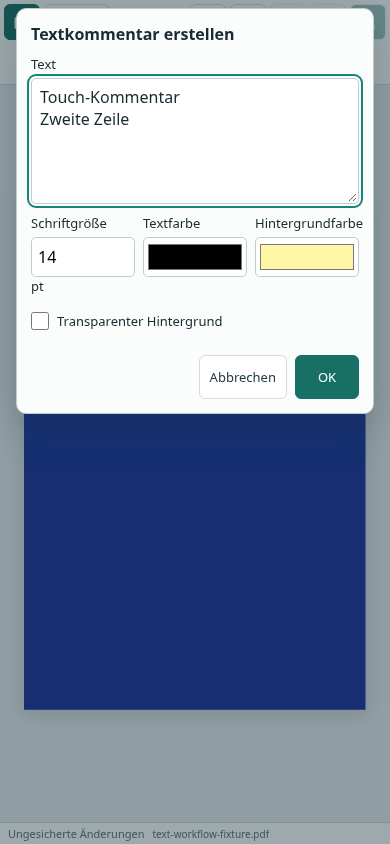 Textkommentar erstellen
Text
Touch-Kommentar
Zweite Zeile
Schriftgröße Textfarbe Hintergrundfarbe
14
pt
Transparenter Hintergrund
Abbrechen OK
Ungesicherte Änderungen text-workflow-fixture.pdf